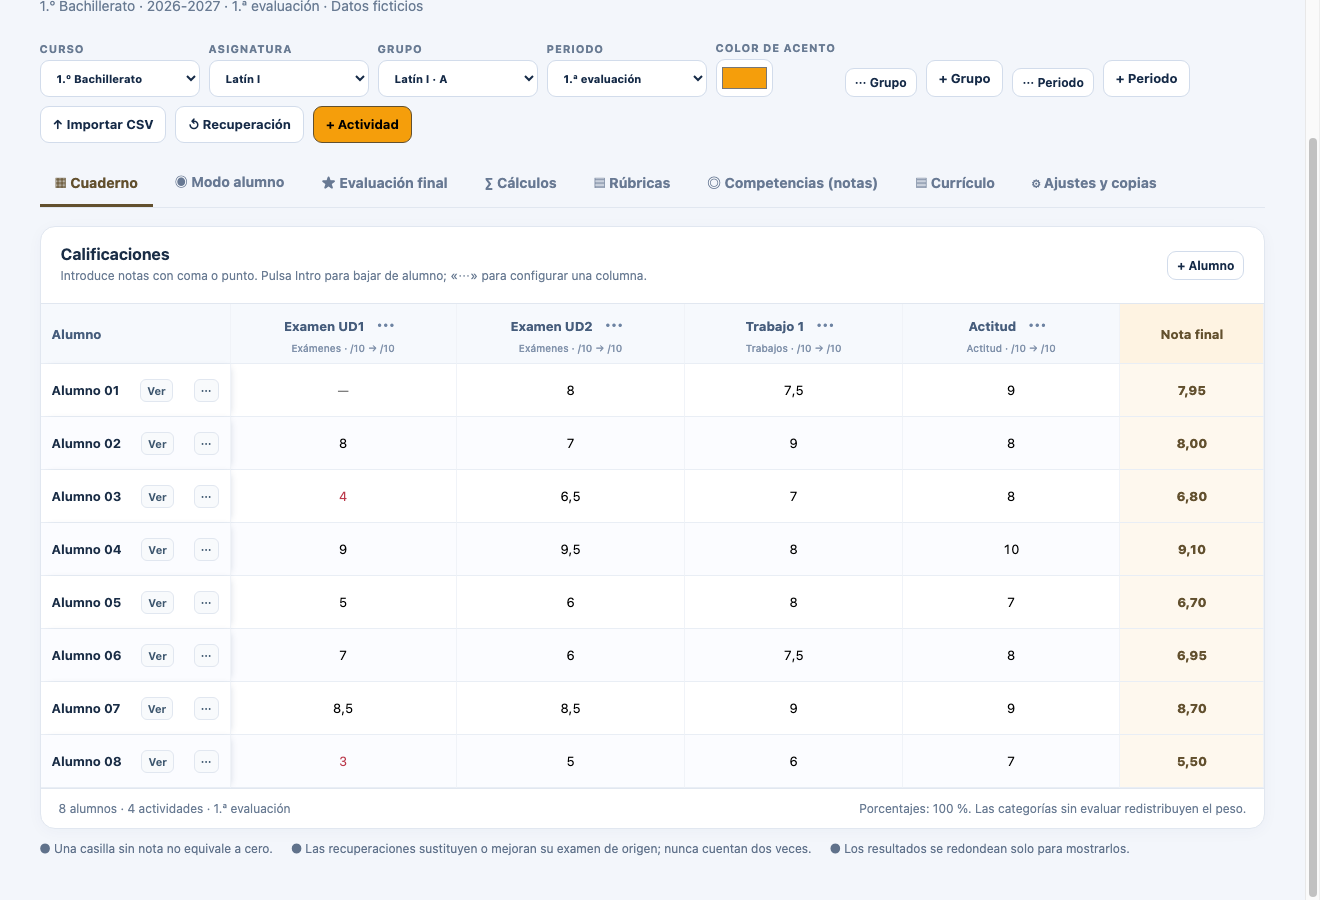 1.º Bachillerato · 2026-2027 · 1.ª evaluación · Datos ficticios
CURSO ASIGNATURA GRUPO PERIODO COLOR DE ACENTO
1.º Bachillerato Latín I Latín I · A 1.ª evaluación ··· Grupo + Grupo ··· Periodo + Periodo
↑ Importar CSV ↺ Recuperación + Actividad
▦ Cuaderno ◉ Modo alumno ★ Evaluación final ∑ Cálculos ▤ Rúbricas ◎ Competencias (notas) ▤ Currículo ⚙ Ajustes y copias
Calificaciones
Introduce notas con coma o punto. Pulsa Intro para bajar de alumno; «···» para configurar una columna.
+ Alumno
Alumno Examen UD1 ••• Examen UD2 ••• Trabajo 1 ••• Actitud ••• Nota final
Exámenes · /10 → /10 Exámenes · /10 → /10 Trabajos · /10 → /10 Actitud · /10 → /10
Alumno 01 Ver ··· — 8 7,5 9 7,95
Alumno 02 Ver ··· 8 7 9 8 8,00
Alumno 03 Ver ··· 4 6,5 7 8 6,80
Alumno 04 Ver ··· 9 9,5 8 10 9,10
Alumno 05 Ver ··· 5 6 8 7 6,70
Alumno 06 Ver ··· 7 6 7,5 8 6,95
Alumno 07 Ver ··· 8,5 8,5 9 9 8,70
Alumno 08 Ver ··· 3 5 6 7 5,50
8 alumnos · 4 actividades · 1.ª evaluación Porcentajes: 100 %. Las categorías sin evaluar redistribuyen el peso.
● Una casilla sin nota no equivale a cero. ● Las recuperaciones sustituyen o mejoran su examen de origen; nunca cuentan dos veces. ● Los resultados se redondean solo para mostrarlos.